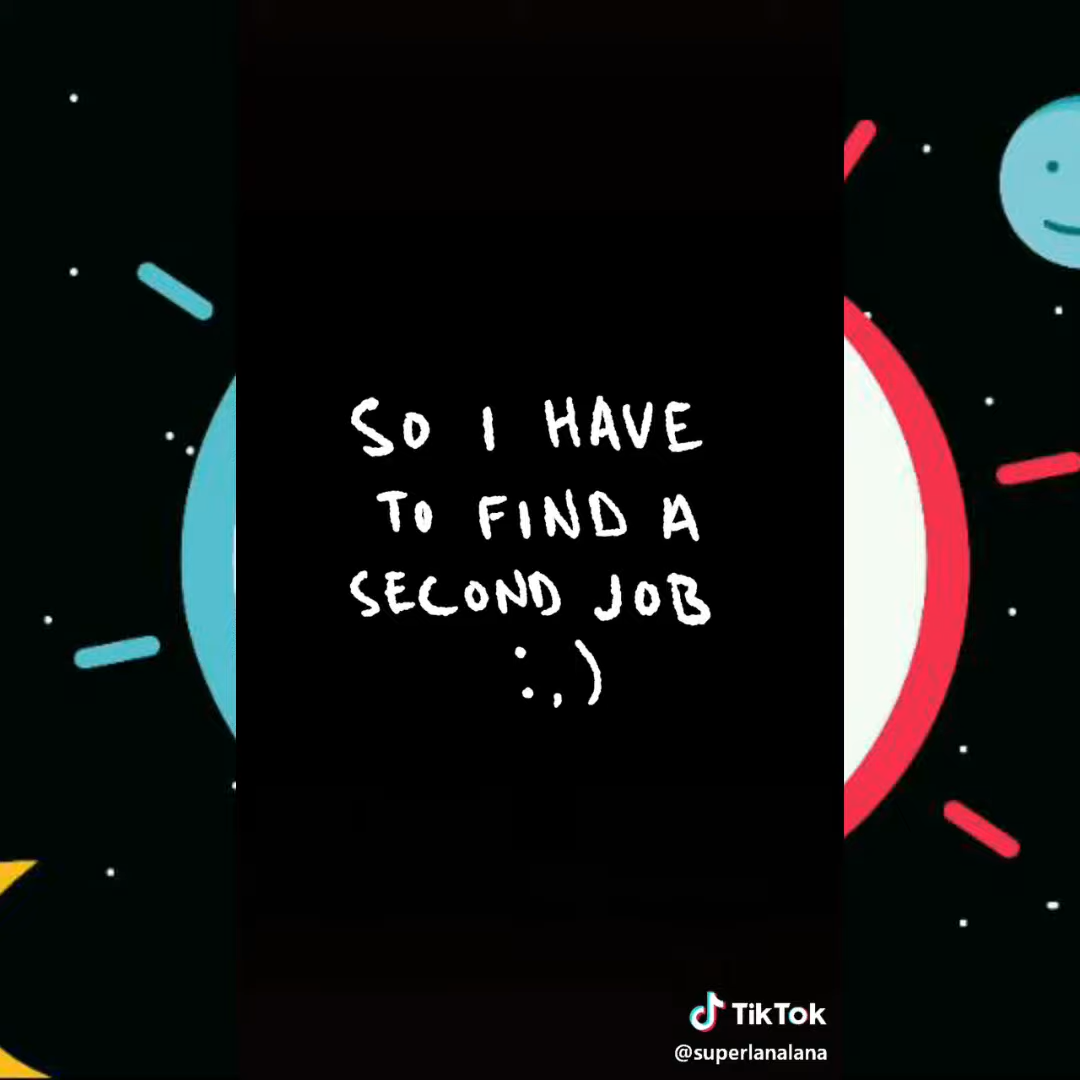 SO I HAVE
TO FIND A
SECOND JOB
:,)
TikTok
@superlanalana